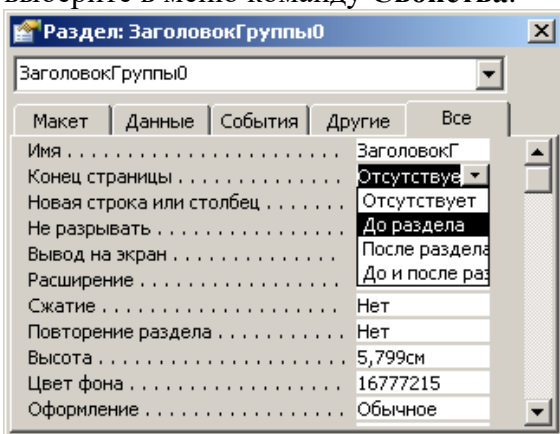 выберите в меню команду Свойства.
Раздел: ЗаголовокГруппы0
ЗаголовокГруппы0
Макет Данные События Другие Все
Имя . . . . . . . . . . . . . . . . . . . . . . . ЗаголовокГ
Конец страницы . . . . . . . . . . . . . Отсутствуе
Новая строка или столбец . . . . . . . Отсутствует
Не разрывать . . . . . . . . . . . . . . . До раздела
Вывод на экран . . . . . . . . . . . . . . После раздела
Расширение . . . . . . . . . . . . . . . . До и после раз
Сжатие . . . . . . . . . . . . . . . . . . . . Нет
Повторение раздела . . . . . . . . . . Нет
Высота . . . . . . . . . . . . . . . . . . . . 5,799см
Цвет фона . . . . . . . . . . . . . . . . . 16777215
Оформление . . . . . . . . . . . . . . . . Обычное